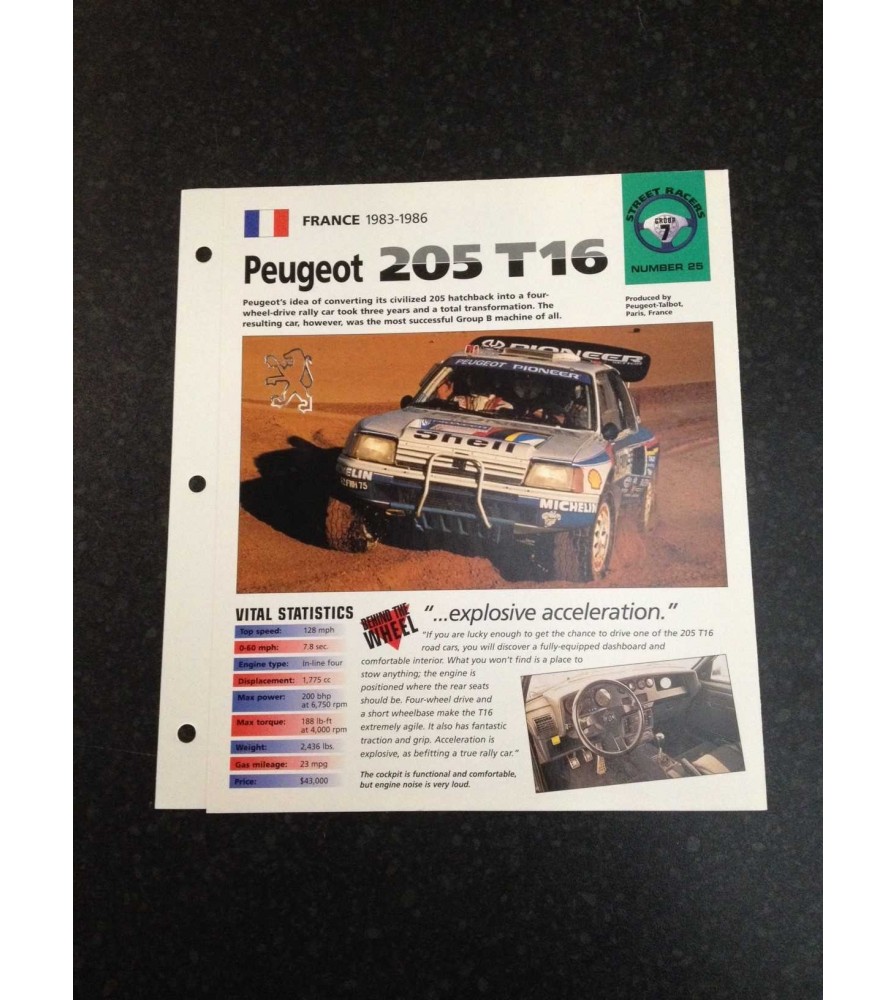 FRANCE 1983-1986
STREET RACERS
GROUP
7
NUMBER 25
Peugeot 205 T16
Peugeot's idea of converting its civilized 205 hatchback into a four-
wheel-drive rally car took three years and a total transformation. The
resulting car, however, was the most successful Group B machine of all.
Produced by
Peugeot-Talbot,
Paris, France
PIONEER
PEUGEOT PIONEER
Shell
MICHELIN
VITAL STATISTICS
Top speed: 128 mph
0-60 mph: 7.8 sec.
Engine type: In-line four
Displacement: 1,775 cc
Max power: 200 bhp
at 6,750 rpm
Max torque: 188 lb-ft
at 4,000 rpm
Weight: 2,436 lbs.
Gas mileage: 23 mpg
Price: $43,000
BEHIND THE
WHEEL
"...explosive acceleration."
"If you are lucky enough to get the chance to drive one of the 205 T16
road cars, you will discover a fully-equipped dashboard and
comfortable interior. What you won't find is a place to
stow anything; the engine is
positioned where the rear seats
should be. Four-wheel drive and
a short wheelbase make the T16
extremely agile. It also has fantastic
traction and grip. Acceleration is
explosive, as befitting a true rally car."
The cockpit is functional and comfortable,
but engine noise is very loud.